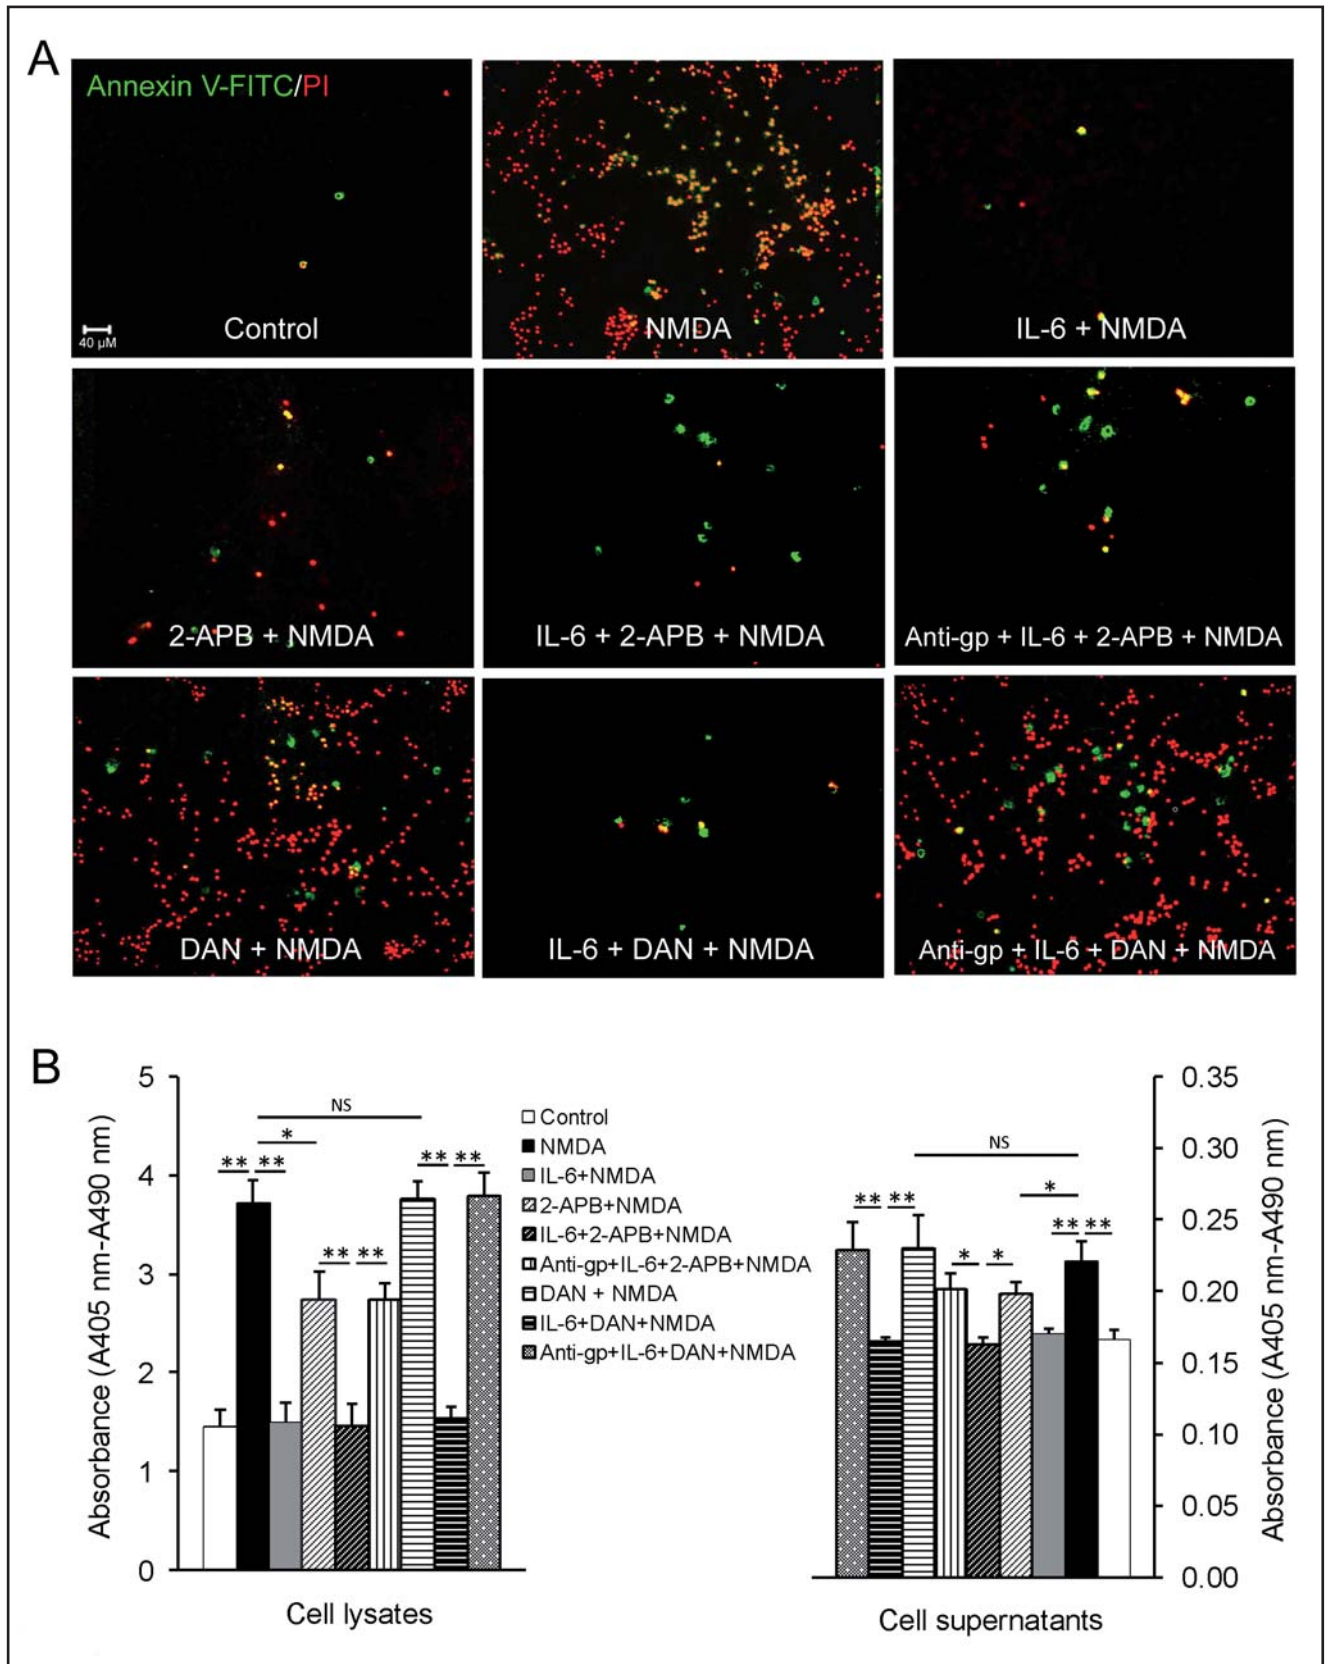 A
Annexin V-FITC/PI
40 µM
Control
NMDA
IL-6 + NMDA
2-APB + NMDA
IL-6 + 2-APB + NMDA
Anti-gp + IL-6 + 2-APB + NMDA
DAN + NMDA
IL-6 + DAN + NMDA
Anti-gp + IL-6 + DAN + NMDA
B
Absorbance (A405 nm-A490 nm)
5
4
3
2
1
0
NS
*
** **
** **
** **
Cell lysates
Control
NMDA
IL-6+NMDA
2-APB+NMDA
IL-6+2-APB+NMDA
Anti-gp+IL-6+2-APB+NMDA
DAN + NMDA
IL-6+DAN+NMDA
Anti-gp+IL-6+DAN+NMDA
NS
*
** **
** **
* *
Cell supernatants
0.35
0.30
0.25
0.20
0.15
0.10
0.05
0.00
Absorbance (A405 nm-A490 nm)